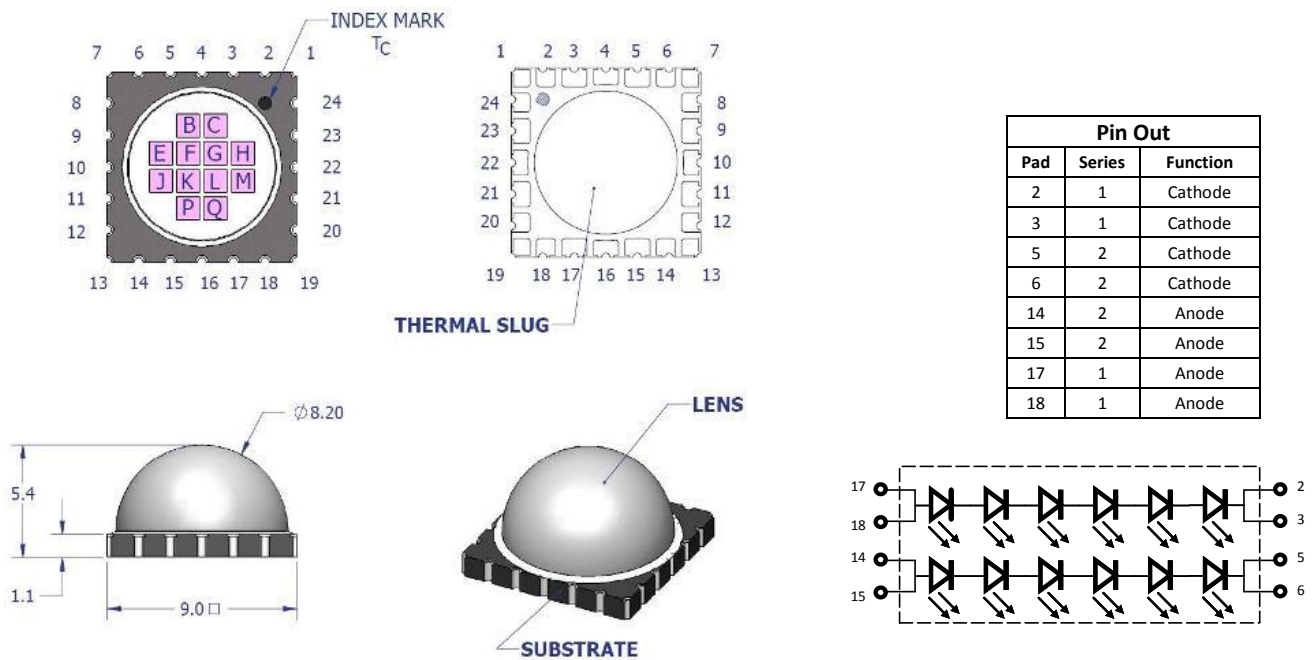 INDEX MARK
TC
7 6 5 4 3 2 1
8 24
9 23
10 22
11 21
12 20
13 14 15 16 17 18 19
B C
E F G H
J K L M
P Q
1 2 3 4 5 6 7
24 8
23 9
22 10
21 11
20 12
19 18 17 16 15 14 13
THERMAL SLUG
Pin Out
Pad Series Function
2 1 Cathode
3 1 Cathode
5 2 Cathode
6 2 Cathode
14 2 Anode
15 2 Anode
17 1 Anode
18 1 Anode
∅8.20
5.4
1.1
9.0 □
LENS
SUBSTRATE
17 2
18 3
14 5
15 6